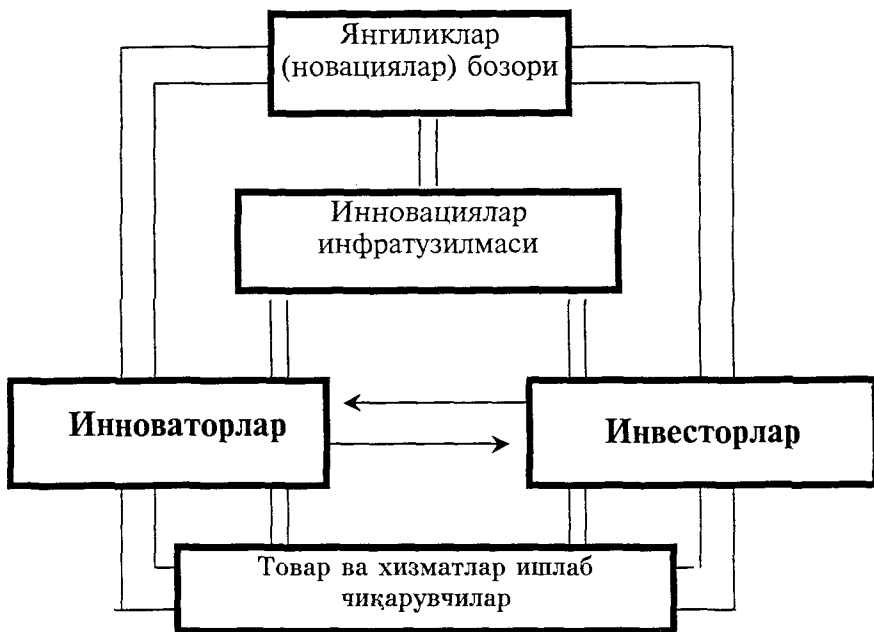 Янгиликлар
(новациялар) бозори
Инновациялар
инфратузилмаси
Инноваторлар
Инвесторлар
Товар ва хизматлар ишлаб
чиқарувчилар